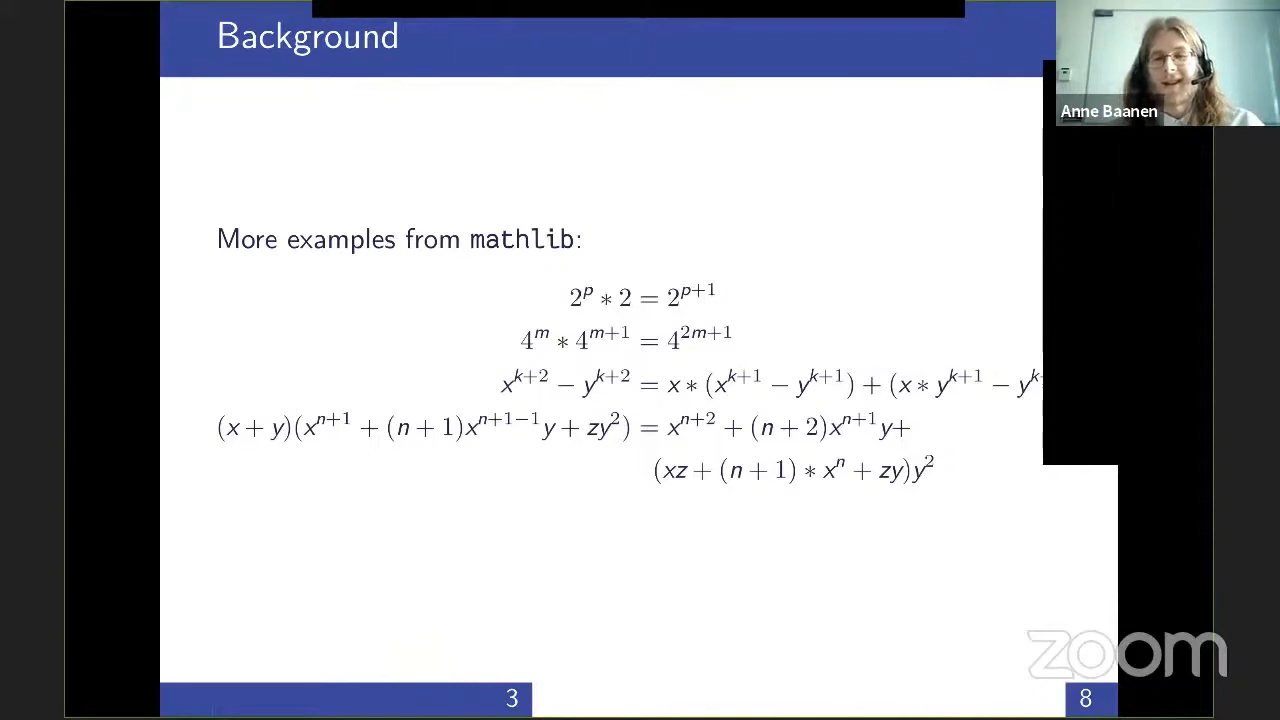 Background
Anne Baanen
More examples from mathlib:
2^p * 2 = 2^{p+1}
4^m * 4^{m+1} = 4^{2m+1}
x^{k+2} − y^{k+2} = x * (x^{k+1} − y^{k+1}) + (x * y^{k+1} − y^{k
(x + y)(x^{n+1} + (n + 1)x^{n+1−1}y + zy^2) = x^{n+2} + (n + 2)x^{n+1}y+
(xz + (n + 1) * x^n + zy)y^2
zoom
3
8